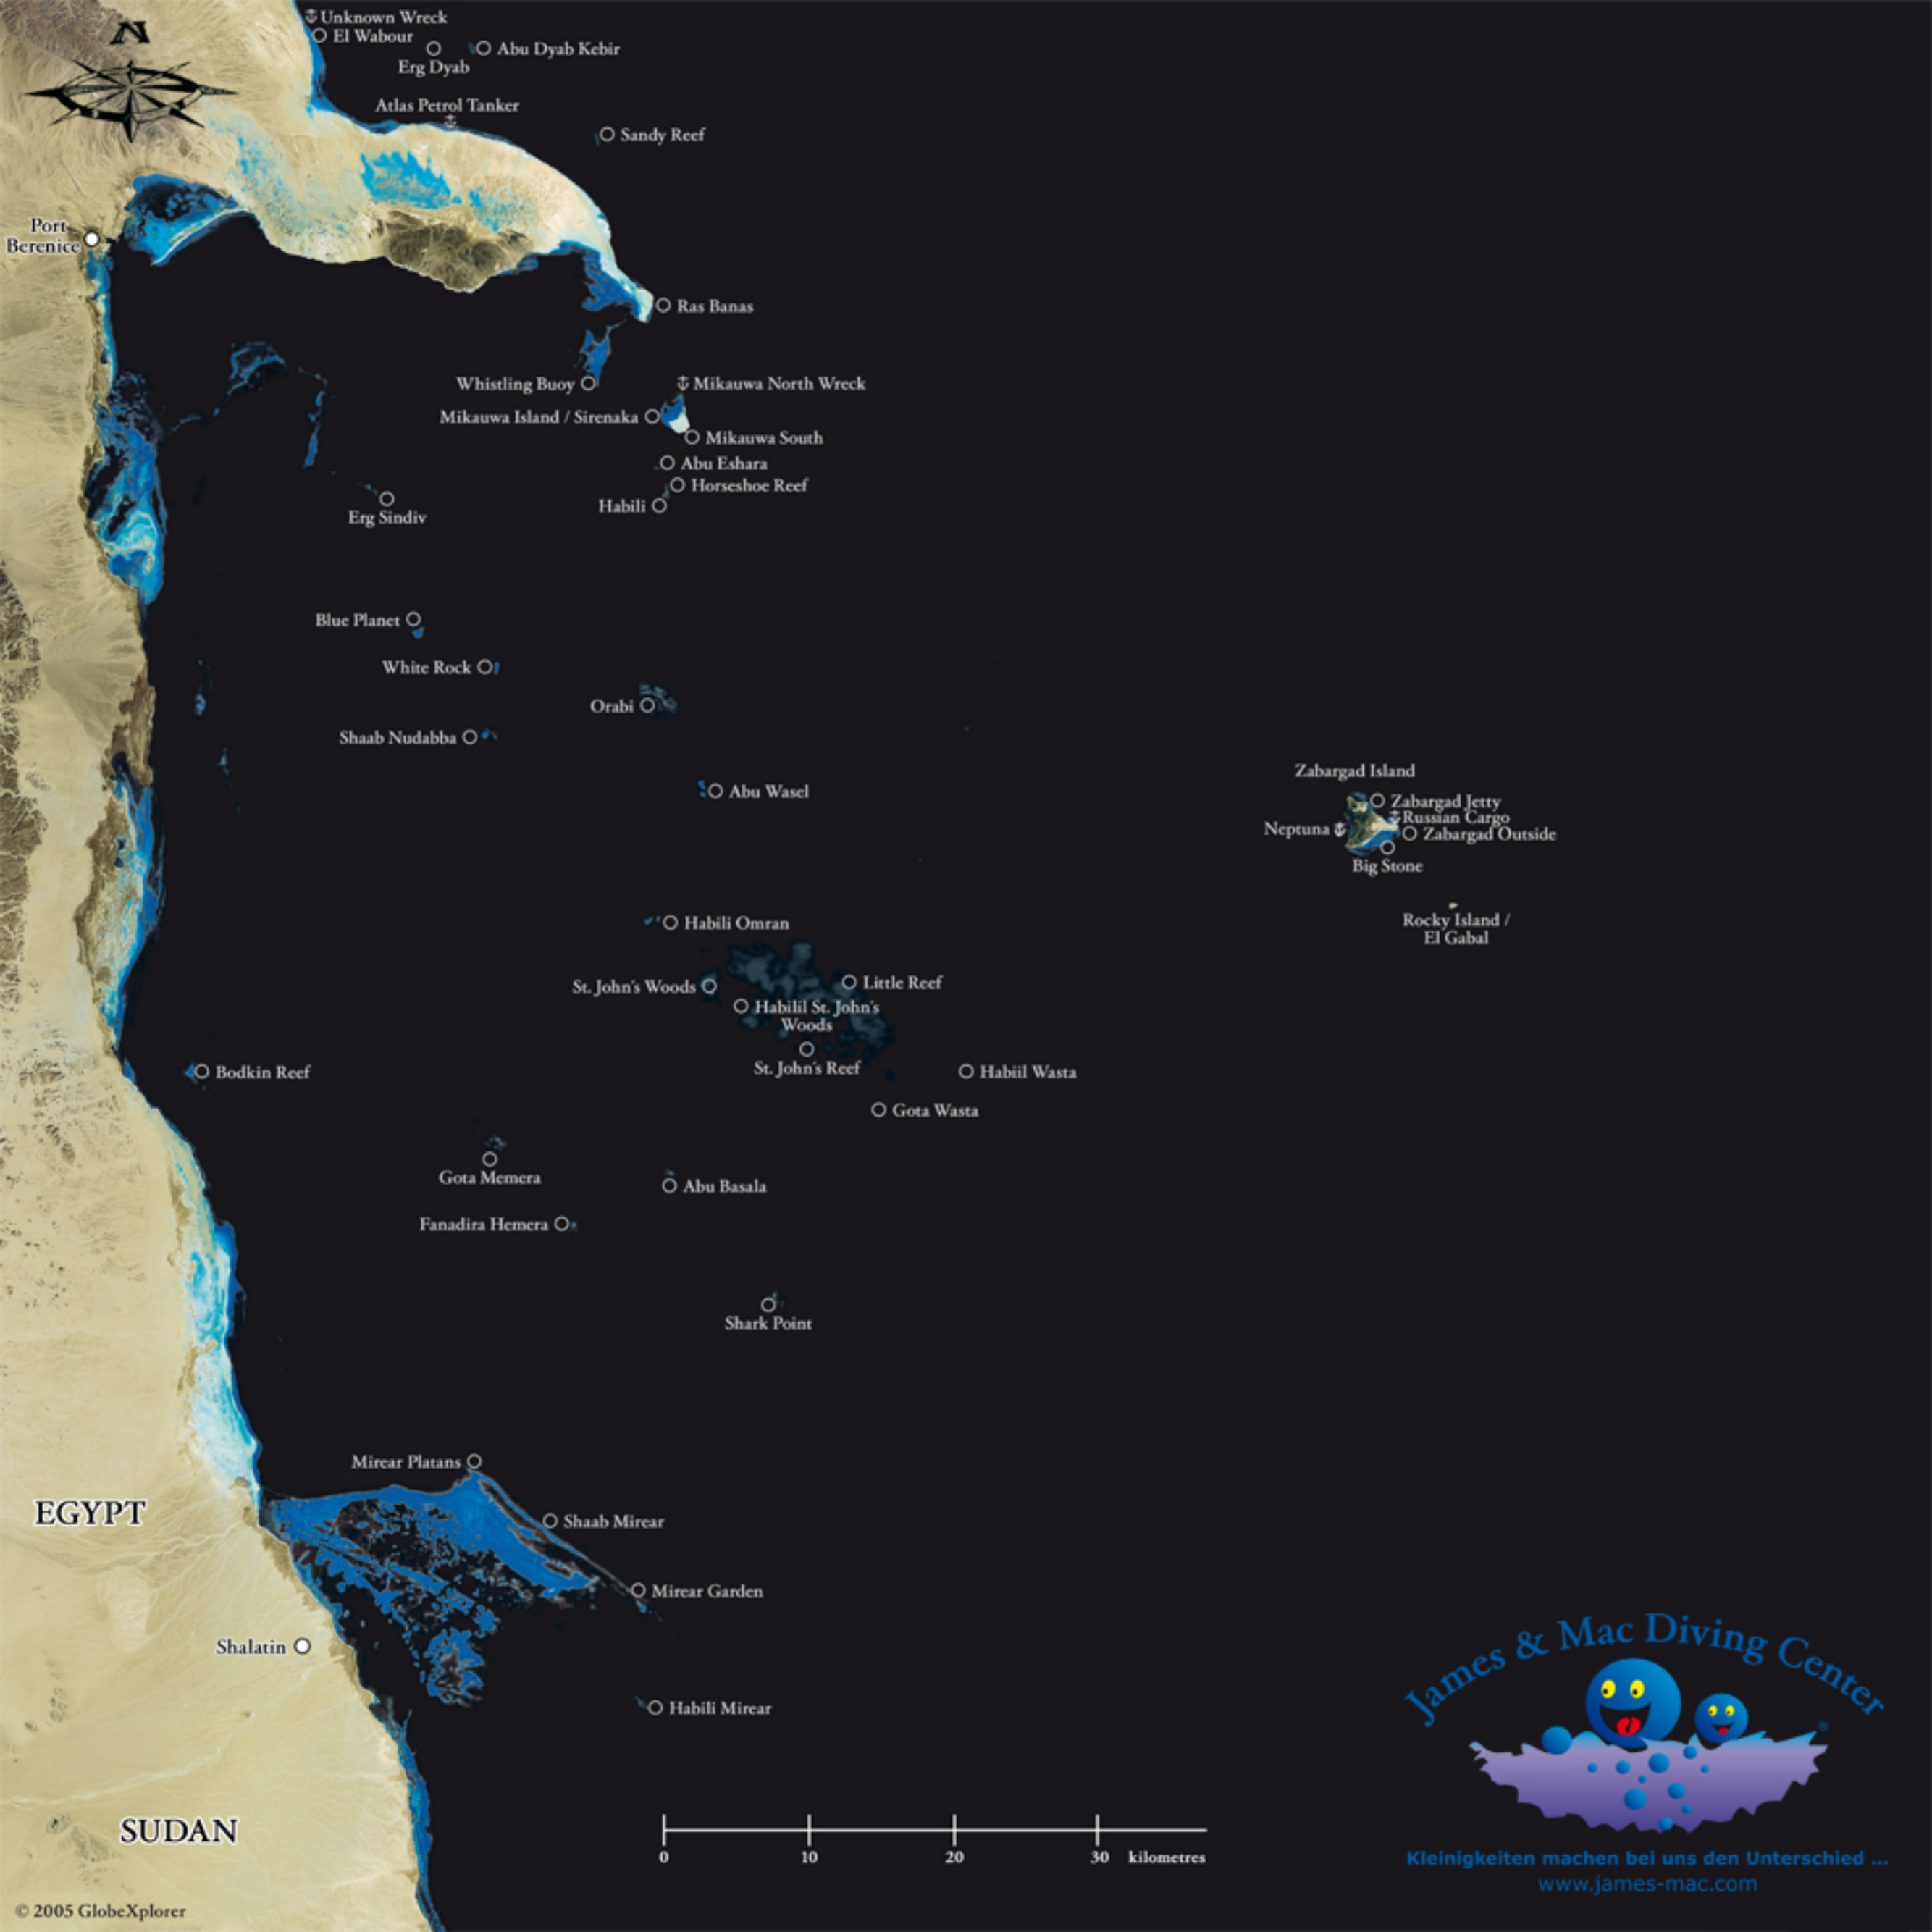 Unknown Wreck
El Wabour
N
Abu Dyab Kebir
Erg Dyab
Atlas Petrol Tanker
Sandy Reef
Port
Berenice
Ras Banas
Whistling Buoy
Mikauwa North Wreck
Mikauwa Island / Sirenaka
Mikauwa South
Abu Eshara
Horseshoe Reef
Habili
Erg Sindiv
Blue Planet
White Rock
Orabi
Shaab Nudabba
Zabargad Island
Abu Wasel
Zabargad Jetty
Russian Cargo
Neptuna
Zabargad Outside
Big Stone
Rocky Island /
El Gabal
Habili Omran
Little Reef
St. John's Woods
Habilil St. John's
Woods
St. John's Reef
Bodkin Reef
Habiil Wasta
Gota Wasta
Gota Memera
Abu Basala
Fanadira Hemera
Shark Point
Mirear Platans
EGYPT
Shaab Mirear
Mirear Garden
Shalatin
Habili Mirear
James & Mac Diving Center
®
SUDAN
0 10 20 30 kilometres
Kleinigkeiten machen bei uns den Unterschied ...
www.james-mac.com
© 2005 GlobeXplorer